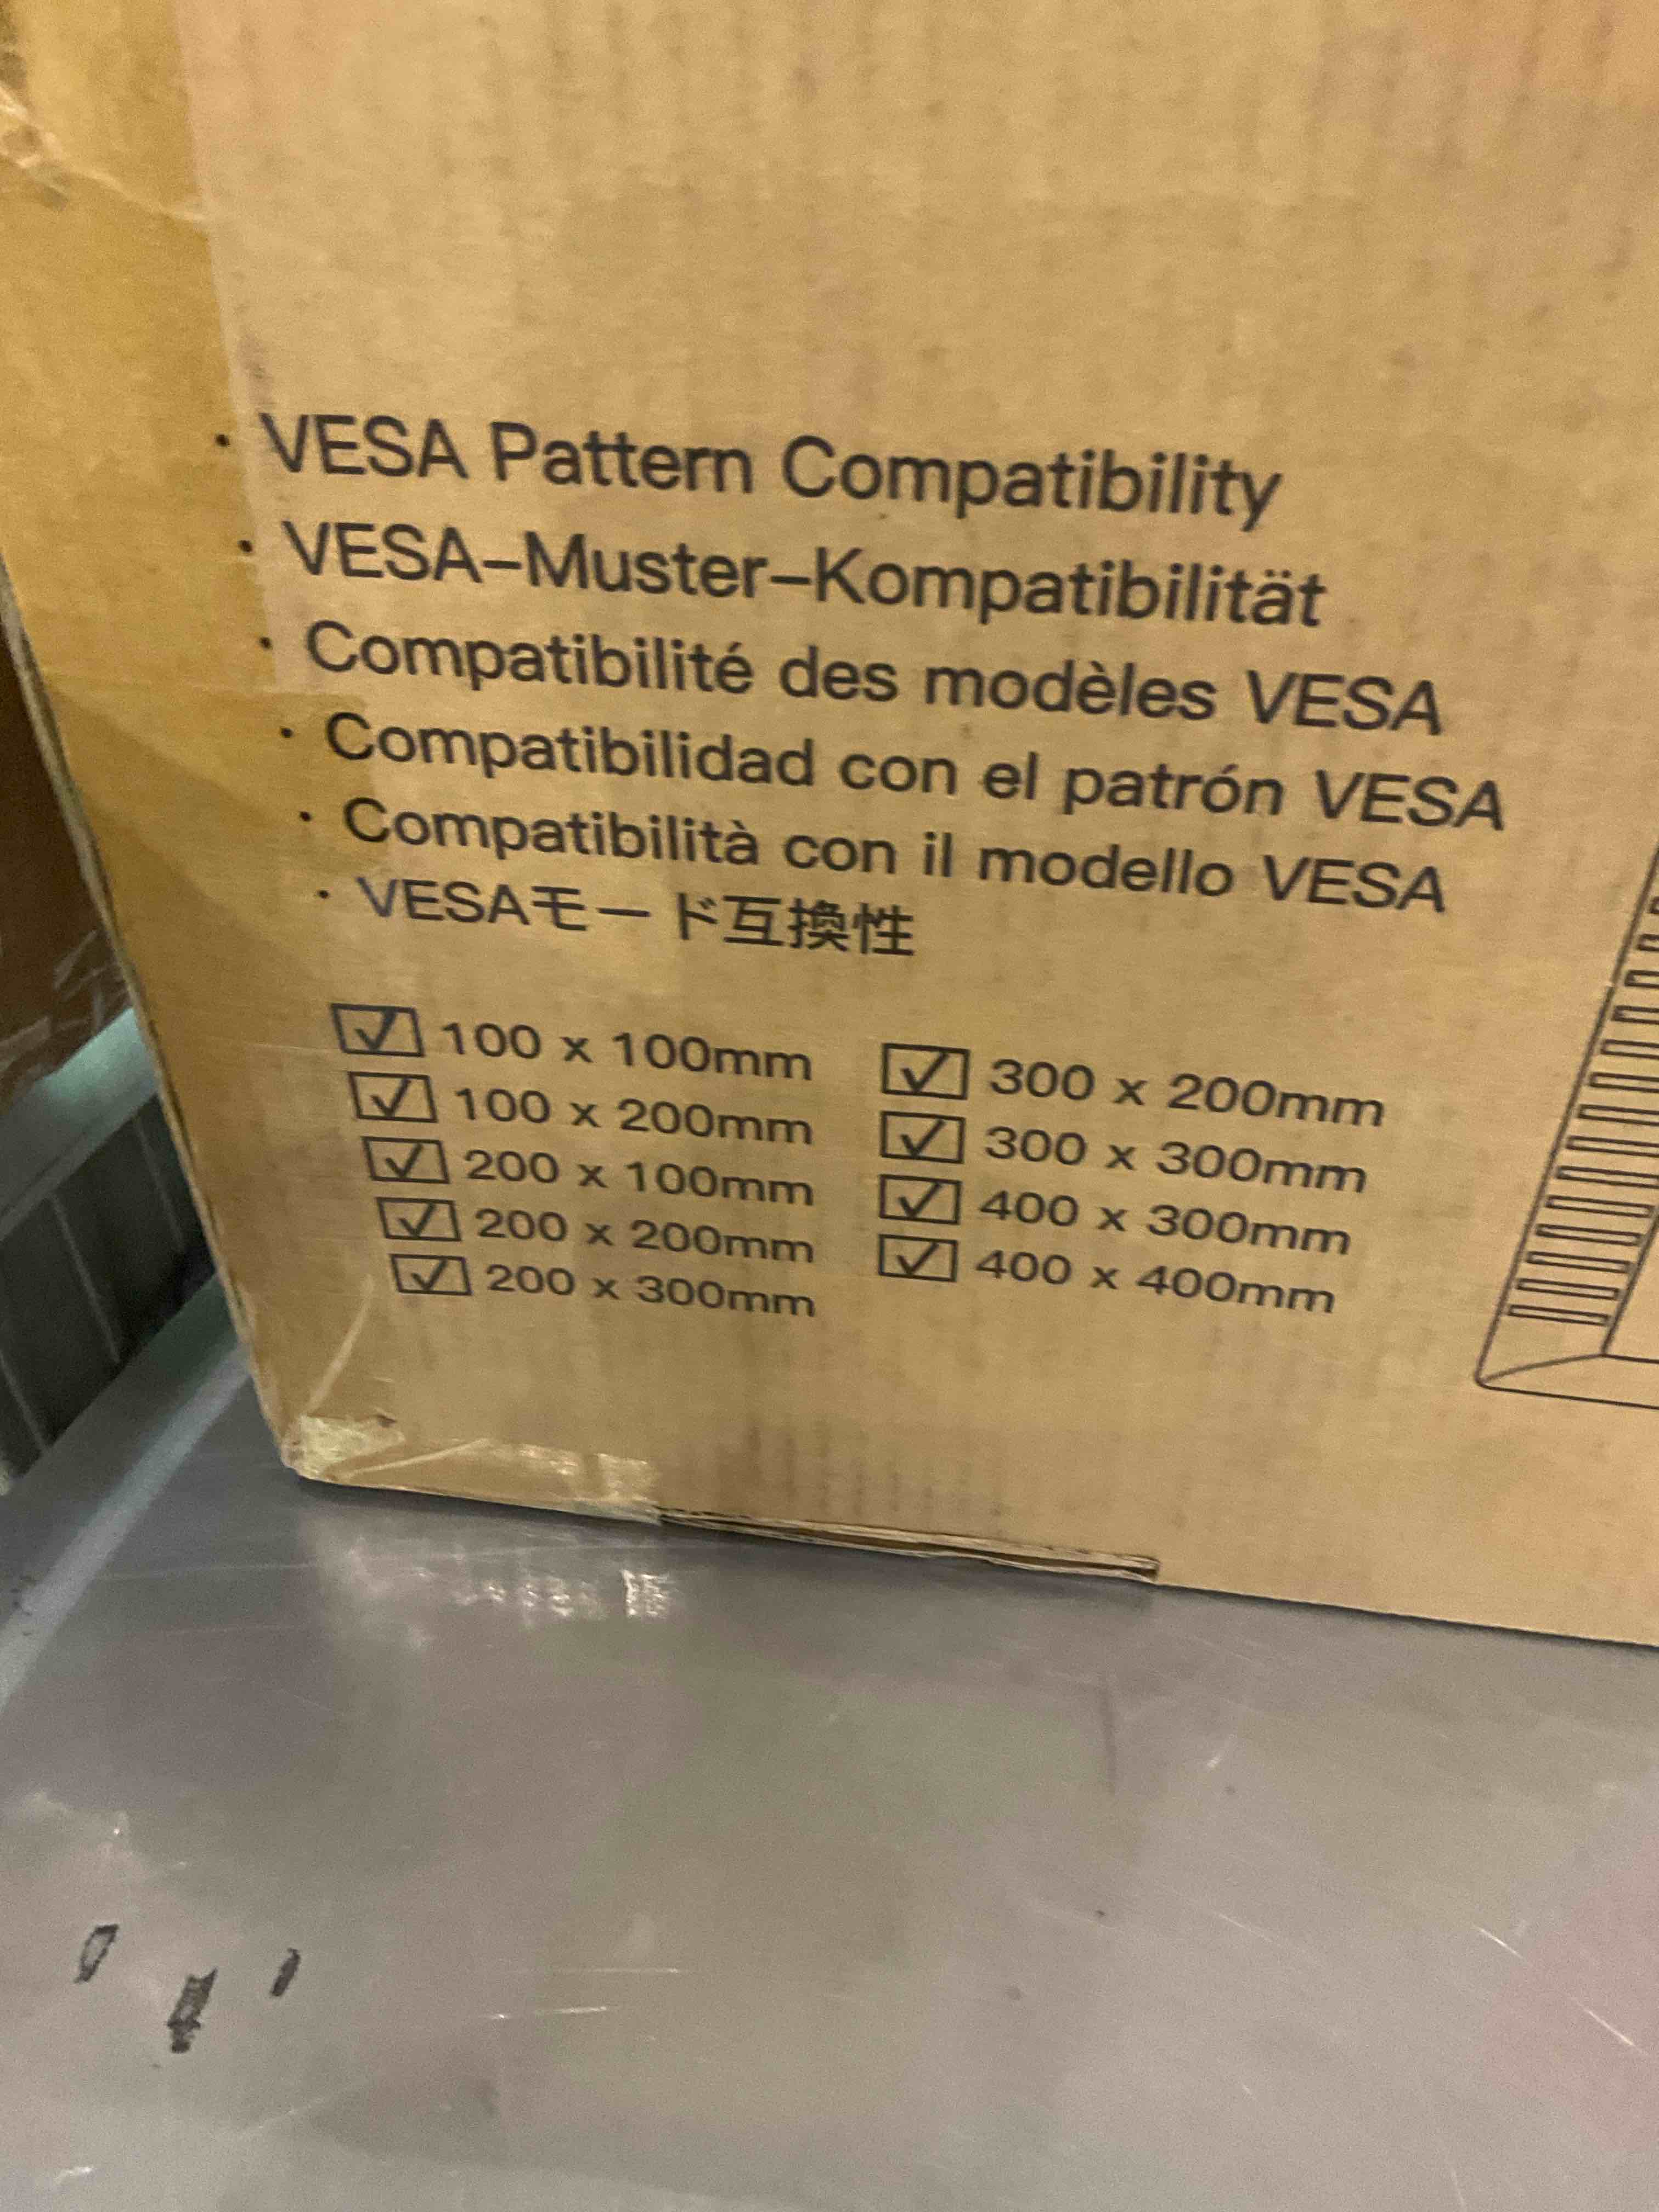 · VESA Pattern Compatibility
· VESA–Muster–Kompatibilität
· Compatibilité des modèles VESA
· Compatibilidad con el patrón VESA
· Compatibilità con il modello VESA
· VESAモード互換性
☑ 100 x 100mm
☑ 100 x 200mm
☑ 200 x 100mm
☑ 200 x 200mm
☑ 200 x 300mm
☑ 300 x 200mm
☑ 300 x 300mm
☑ 400 x 300mm
☑ 400 x 400mm